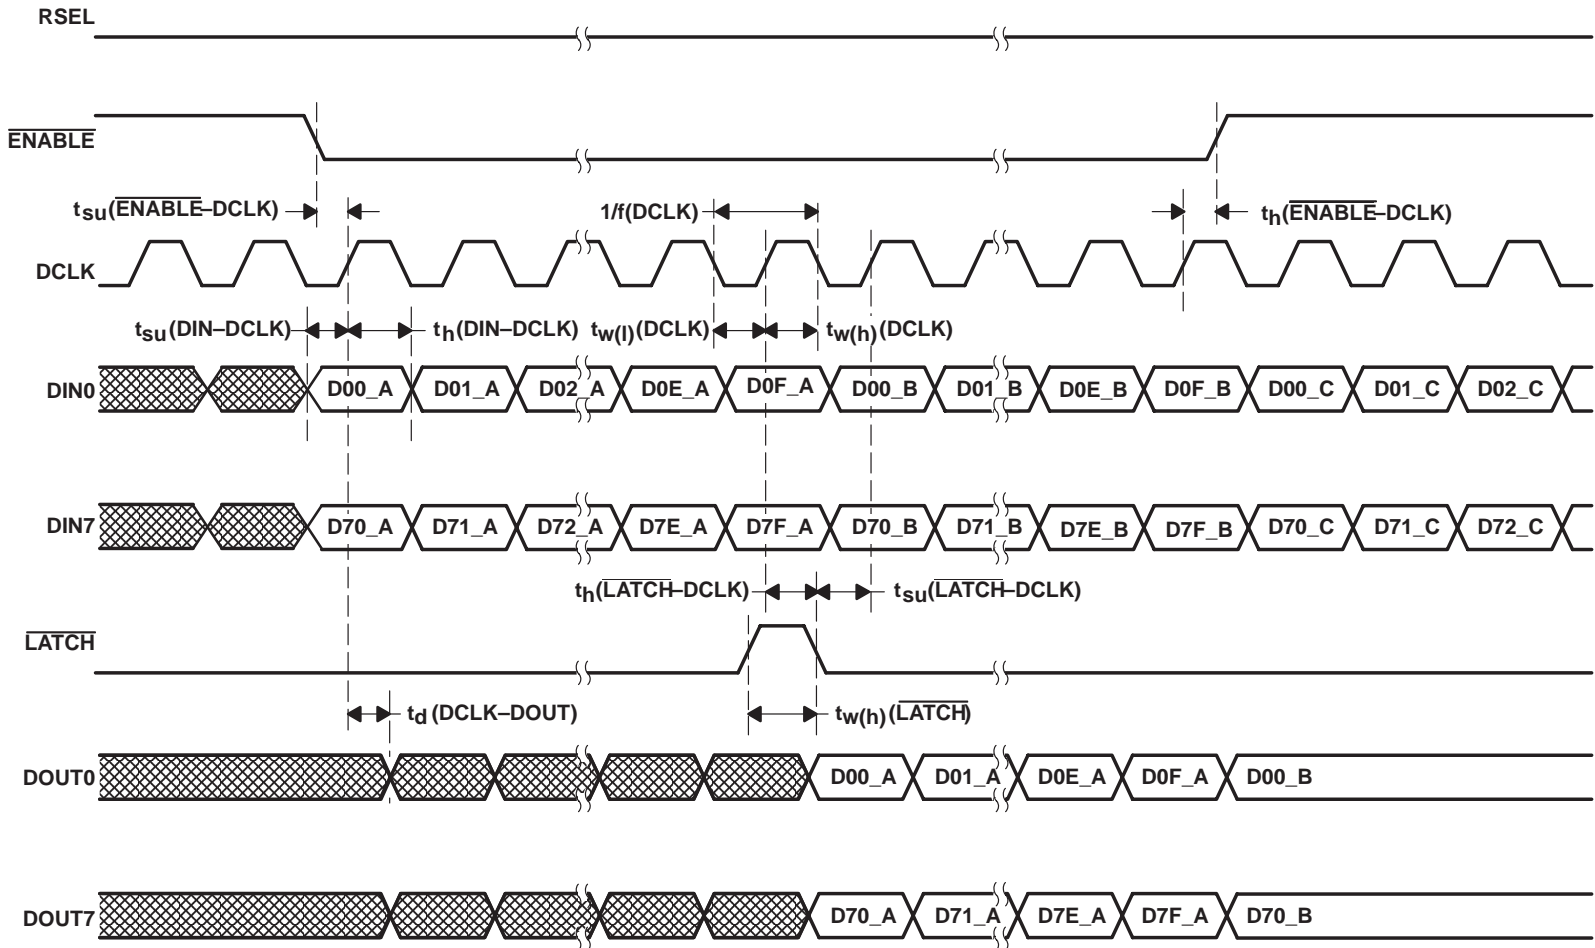 RSEL
ENABLE
tsu(ENABLE–DCLK)
1/f(DCLK)
th(ENABLE–DCLK)
DCLK
tsu(DIN–DCLK)
th(DIN–DCLK)
tw(l)(DCLK)
tw(h)(DCLK)
DIN0 D00_A D01_A D02_A D0E_A D0F_A D00_B D01_B D0E_B D0F_B D00_C D01_C D02_C
DIN7 D70_A D71_A D72_A D7E_A D7F_A D70_B D71_B D7E_B D7F_B D70_C D71_C D72_C
th(LATCH–DCLK)
tsu(LATCH–DCLK)
LATCH
td(DCLK–DOUT)
tw(h)(LATCH)
DOUT0 D00_A D01_A D0E_A D0F_A D00_B
DOUT7 D70_A D71_A D7E_A D7F_A D70_B